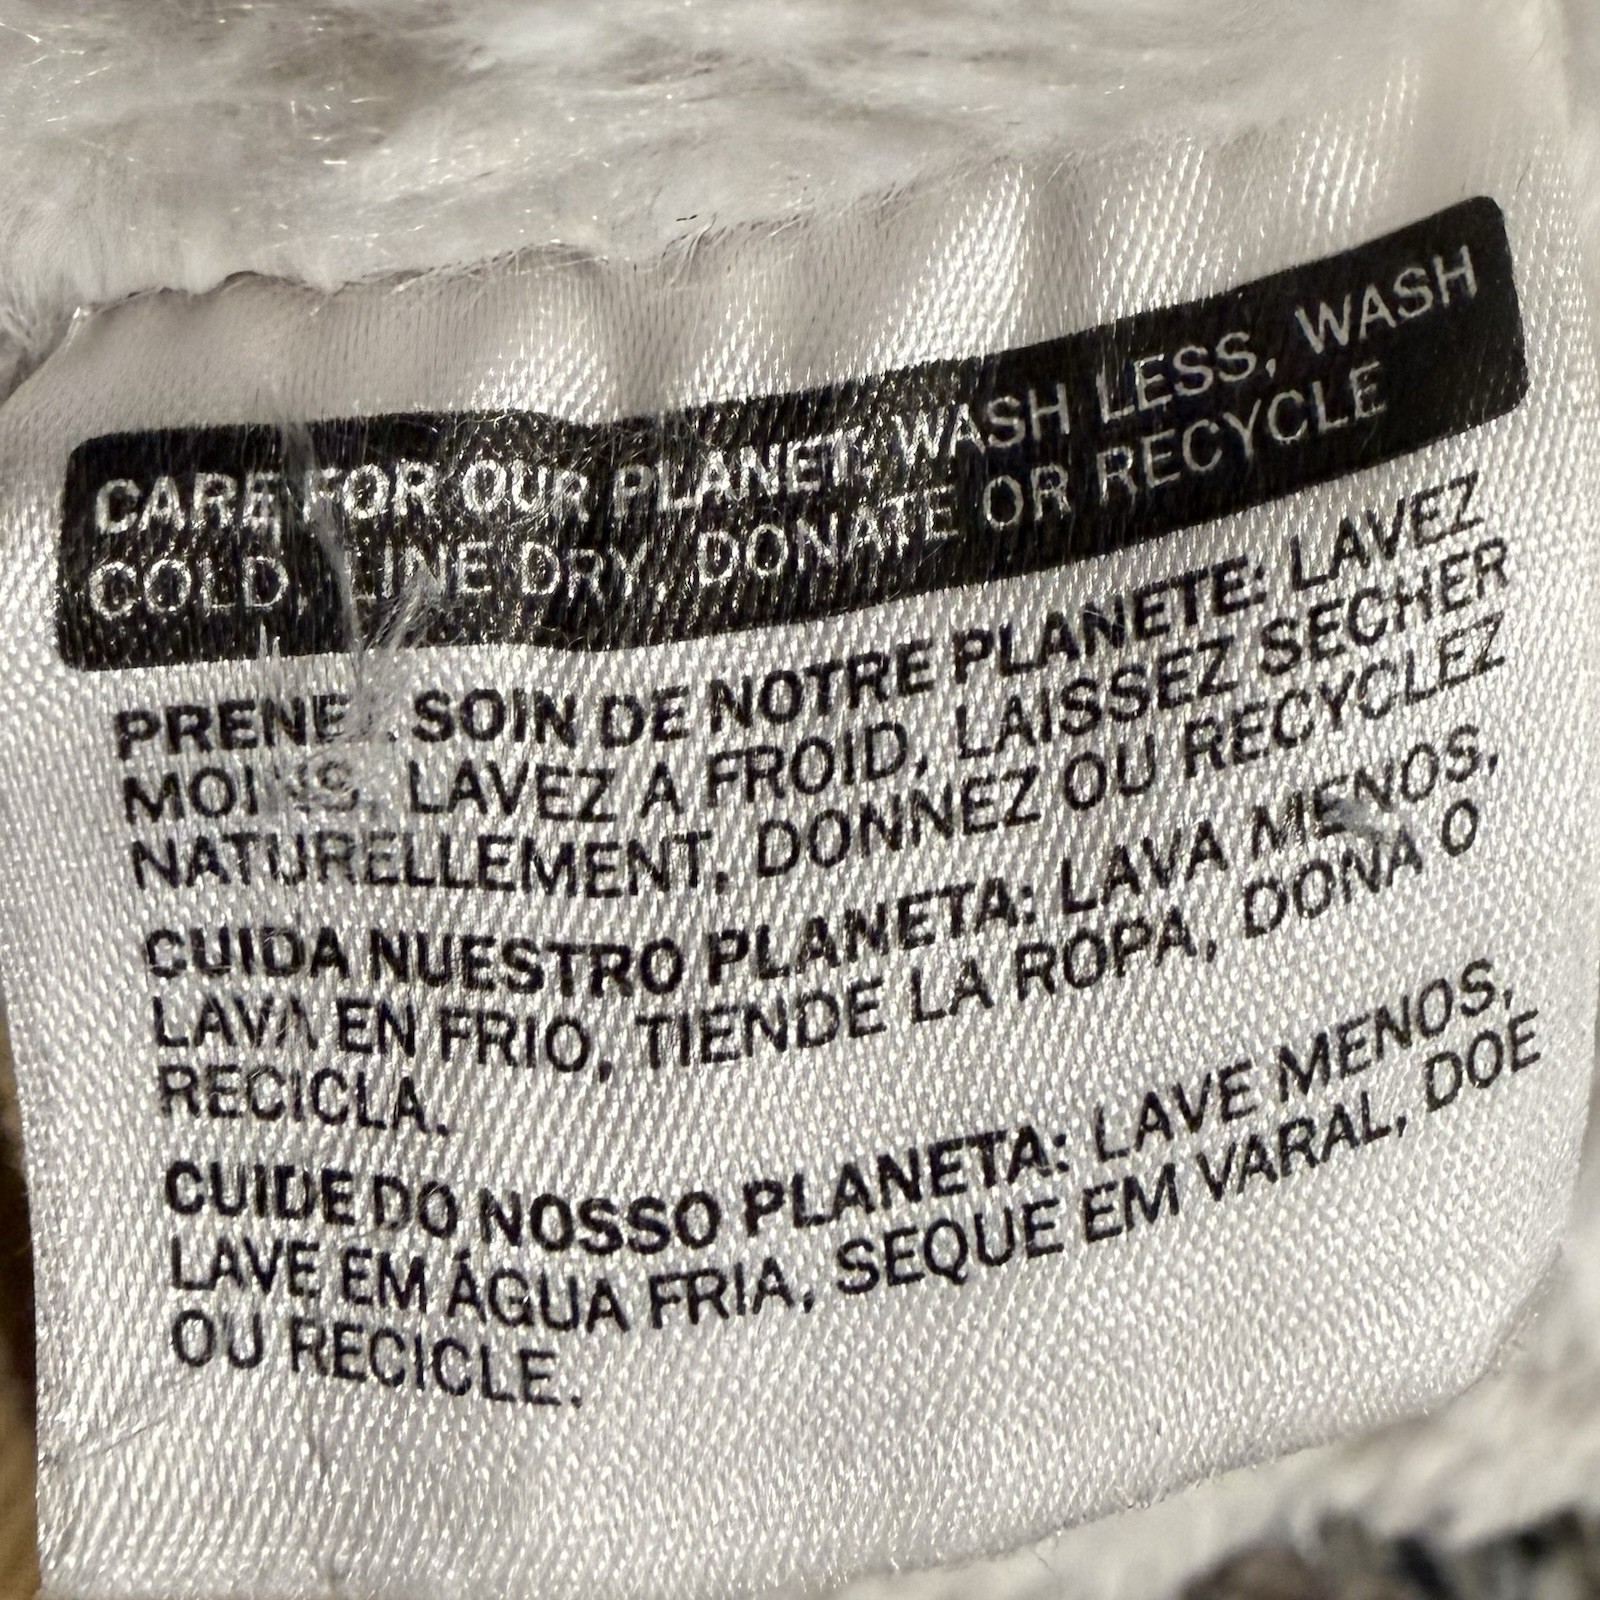 CARE FOR OUR PLANET: WASH LESS, WASH
COLD, LINE DRY, DONATE OR RECYCLE
PRENEZ SOIN DE NOTRE PLANETE: LAVEZ
MOINS, LAVEZ A FROID, LAISSEZ SECHER
NATURELLEMENT, DONNEZ OU RECYCLEZ
CUIDA NUESTRO PLANETA: LAVA MENOS,
LAVA EN FRIO, TIENDE LA ROPA, DONA O
RECICLA.
CUIDE DO NOSSO PLANETA: LAVE MENOS,
LAVE EM ÁGUA FRIA, SEQUE EM VARAL, DOE
OU RECICLE.